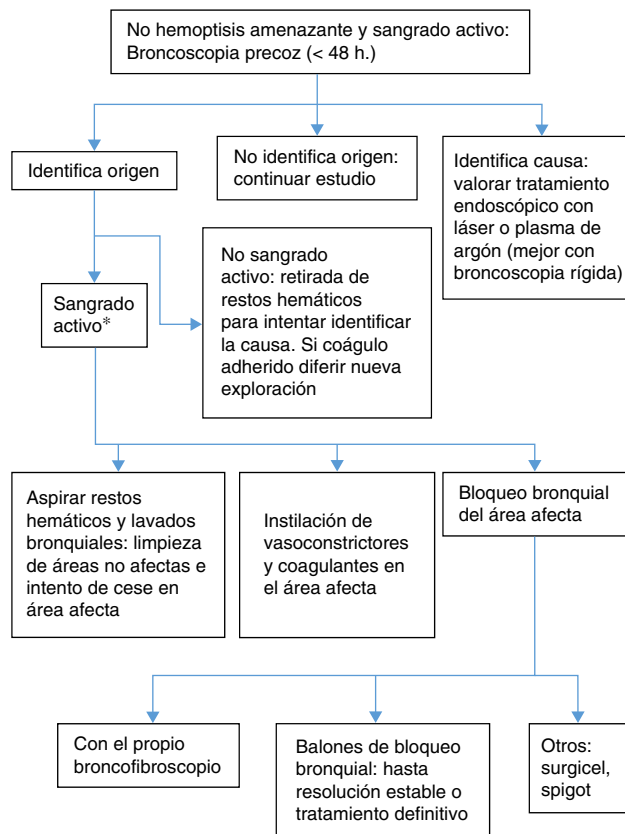 No hemoptisis amenazante y sangrado activo:
Broncoscopia precoz (< 48 h.)
Identifica origen
No identifica origen:
continuar estudio
Identifica causa:
valorar tratamiento
endoscópico con
láser o plasma de
argón (mejor con
broncoscopia rígida)
Sangrado
activo*
No sangrado
activo: retirada de
restos hemáticos
para intentar identificar
la causa. Si coágulo
adherido diferir nueva
exploración
Aspirar restos
hemáticos y lavados
bronquiales: limpieza
de áreas no afectas e
intento de cese en
área afecta
Instilación de
vasoconstrictores
y coagulantes en
el área afecta
Bloqueo bronquial
del área afecta
Con el propio
broncofibroscopio
Balones de bloqueo
bronquial: hasta
resolución estable o
tratamiento definitivo
Otros:
surgicel,
spigot